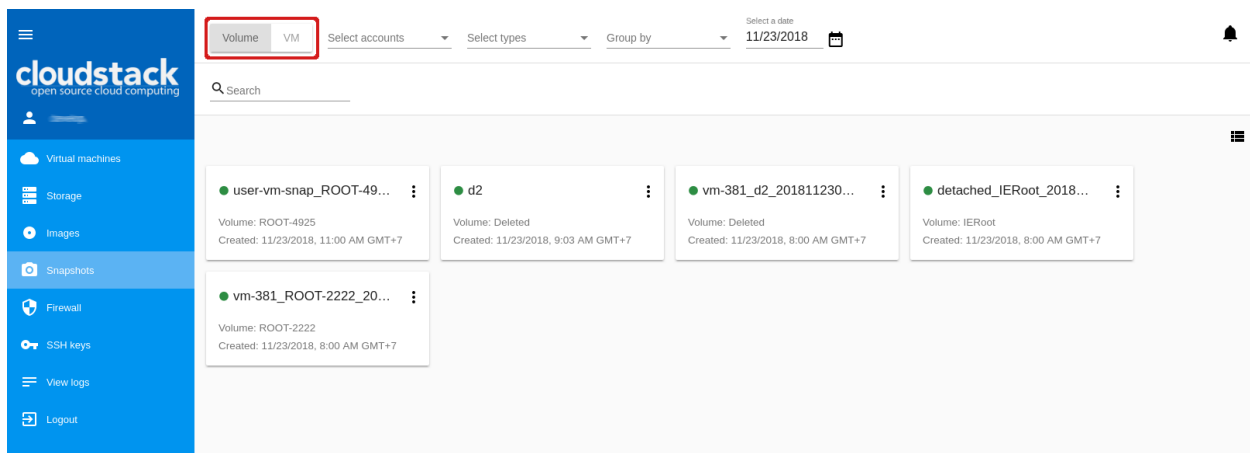 Volume VM Select accounts Select types Group by Select a date 11/23/2018
cloudstack
open source cloud computing
Search
Virtual machines
Storage
Images
Snapshots
Firewall
SSH keys
View logs
Logout
user-vm-snap_ROOT-49...
Volume: ROOT-4925
Created: 11/23/2018, 11:00 AM GMT+7
d2
Volume: Deleted
Created: 11/23/2018, 9:03 AM GMT+7
vm-381_d2_201811230...
Volume: Deleted
Created: 11/23/2018, 8:00 AM GMT+7
detached_IERoot_2018...
Volume: IERoot
Created: 11/23/2018, 8:00 AM GMT+7
vm-381_ROOT-2222_20...
Volume: ROOT-2222
Created: 11/23/2018, 8:00 AM GMT+7